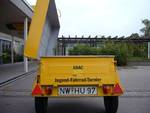 ADAC
Jugend-Fahrrad-Turnier
NW HU 97